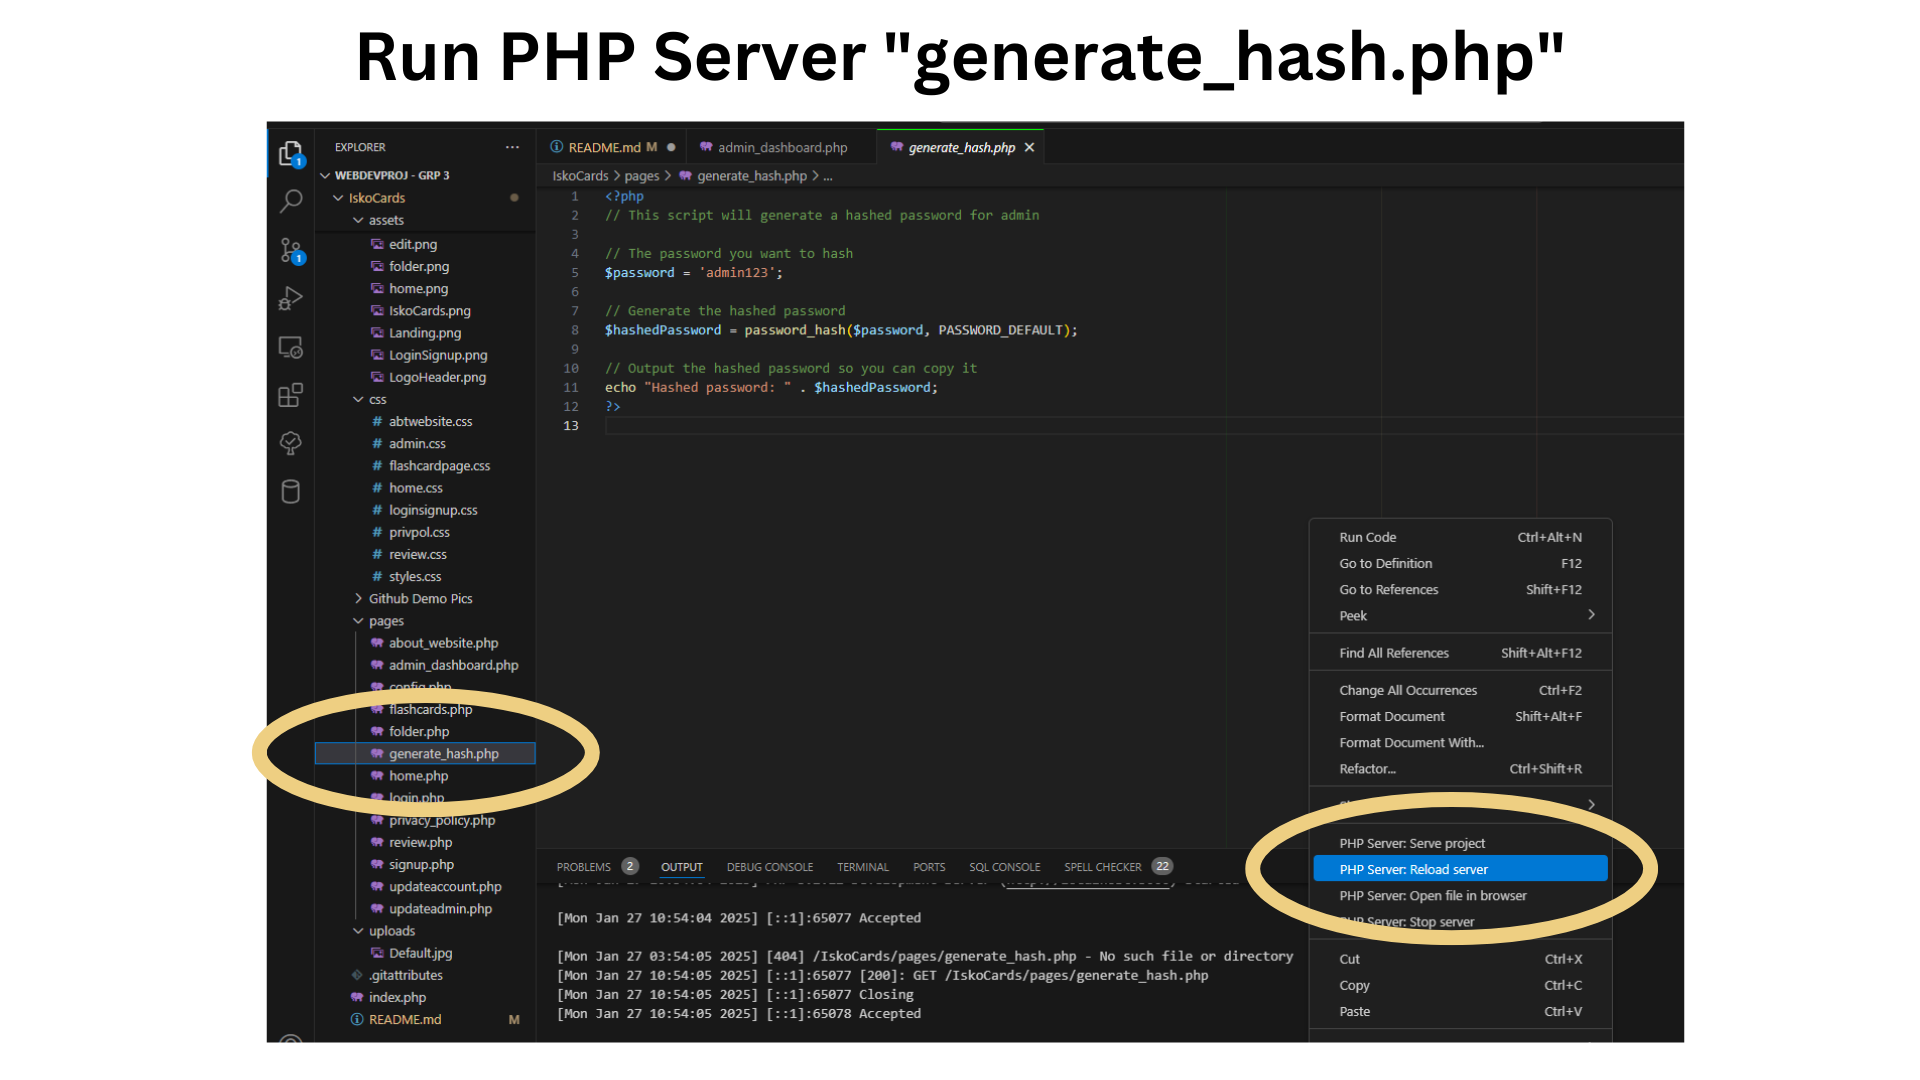 Run PHP Server "generate_hash.php"
EXPLORER
WEBDEVPROJ - GRP 3
IskoCards
assets
edit.png
folder.png
home.png
IskoCards.png
Landing.png
LoginSignup.png
LogoHeader.png
css
# abtwebsite.css
# admin.css
# flashcardpage.css
# home.css
# loginsignup.css
# privpol.css
# review.css
# styles.css
Github Demo Pics
pages
about_website.php
admin_dashboard.php
config.php
flashcards.php
folder.php
generate_hash.php
home.php
login.php
privacy_policy.php
review.php
signup.php
updateaccount.php
updateadmin.php
uploads
Default.jpg
.gitattributes
index.php
README.md M
1
1
README.md M
admin_dashboard.php
generate_hash.php
IskoCards > pages > generate_hash.php > ...
1 <?php
2 // This script will generate a hashed password for admin
3
4 // The password you want to hash
5 $password = 'admin123';
6
7 // Generate the hashed password
8 $hashedPassword = password_hash($password, PASSWORD_DEFAULT);
9
10 // Output the hashed password so you can copy it
11 echo "Hashed password: " . $hashedPassword;
12 ?>
13
Run Code Ctrl+Alt+N
Go to Definition F12
Go to References Shift+F12
Peek
Find All References Shift+Alt+F12
Change All Occurrences Ctrl+F2
Format Document Shift+Alt+F
Format Document With...
Refactor... Ctrl+Shift+R
PHP Server: Serve project
PHP Server: Reload server
PHP Server: Open file in browser
PHP Server: Stop server
Cut Ctrl+X
Copy Ctrl+C
Paste Ctrl+V
PROBLEMS 2 OUTPUT DEBUG CONSOLE TERMINAL PORTS SQL CONSOLE SPELL CHECKER 22
[Mon Jan 27 10:54:04 2025] [::1]:65077 Accepted
[Mon Jan 27 03:54:05 2025] [404] /IskoCards/pages/generate_hash.php - No such file or directory
[Mon Jan 27 10:54:05 2025] [::1]:65077 [200]: GET /IskoCards/pages/generate_hash.php
[Mon Jan 27 10:54:05 2025] [::1]:65077 Closing
[Mon Jan 27 10:54:05 2025] [::1]:65078 Accepted